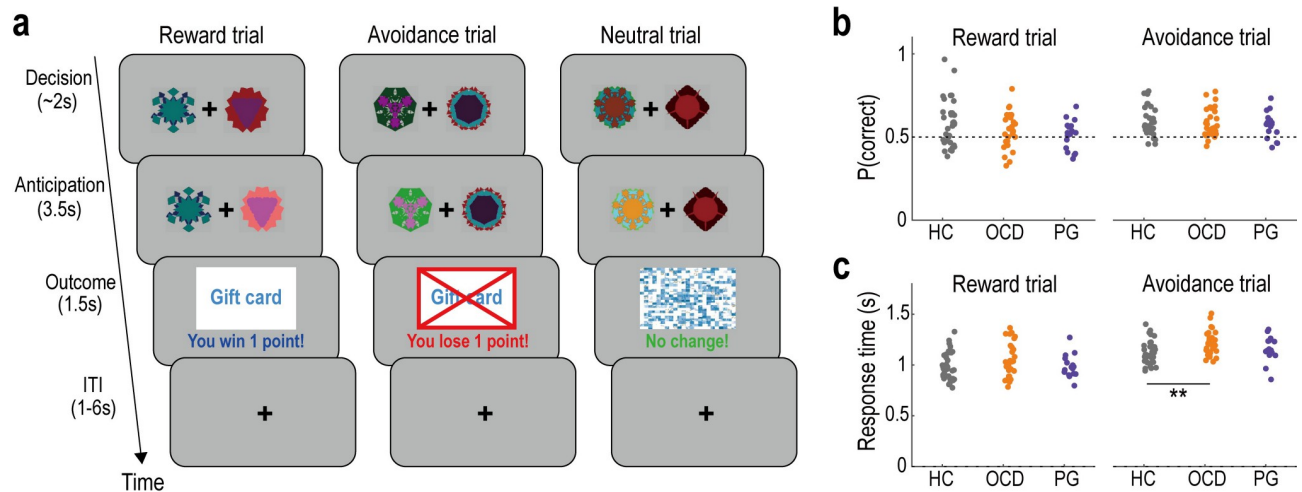 a
Reward trial
Avoidance trial
Neutral trial
Decision
(~2s)
+
+
+
Anticipation
(3.5s)
+
+
+
Outcome
(1.5s)
Gift card
You win 1 point!
Gift card
You lose 1 point!
No change!
ITI
(1-6s)
+
+
+
Time
b
Reward trial
Avoidance trial
P(correct)
1
0.5
0
HC OCD PG
HC OCD PG
c
Reward trial
Avoidance trial
Response time (s)
1.5
1
0.5
0
**
HC OCD PG
HC OCD PG